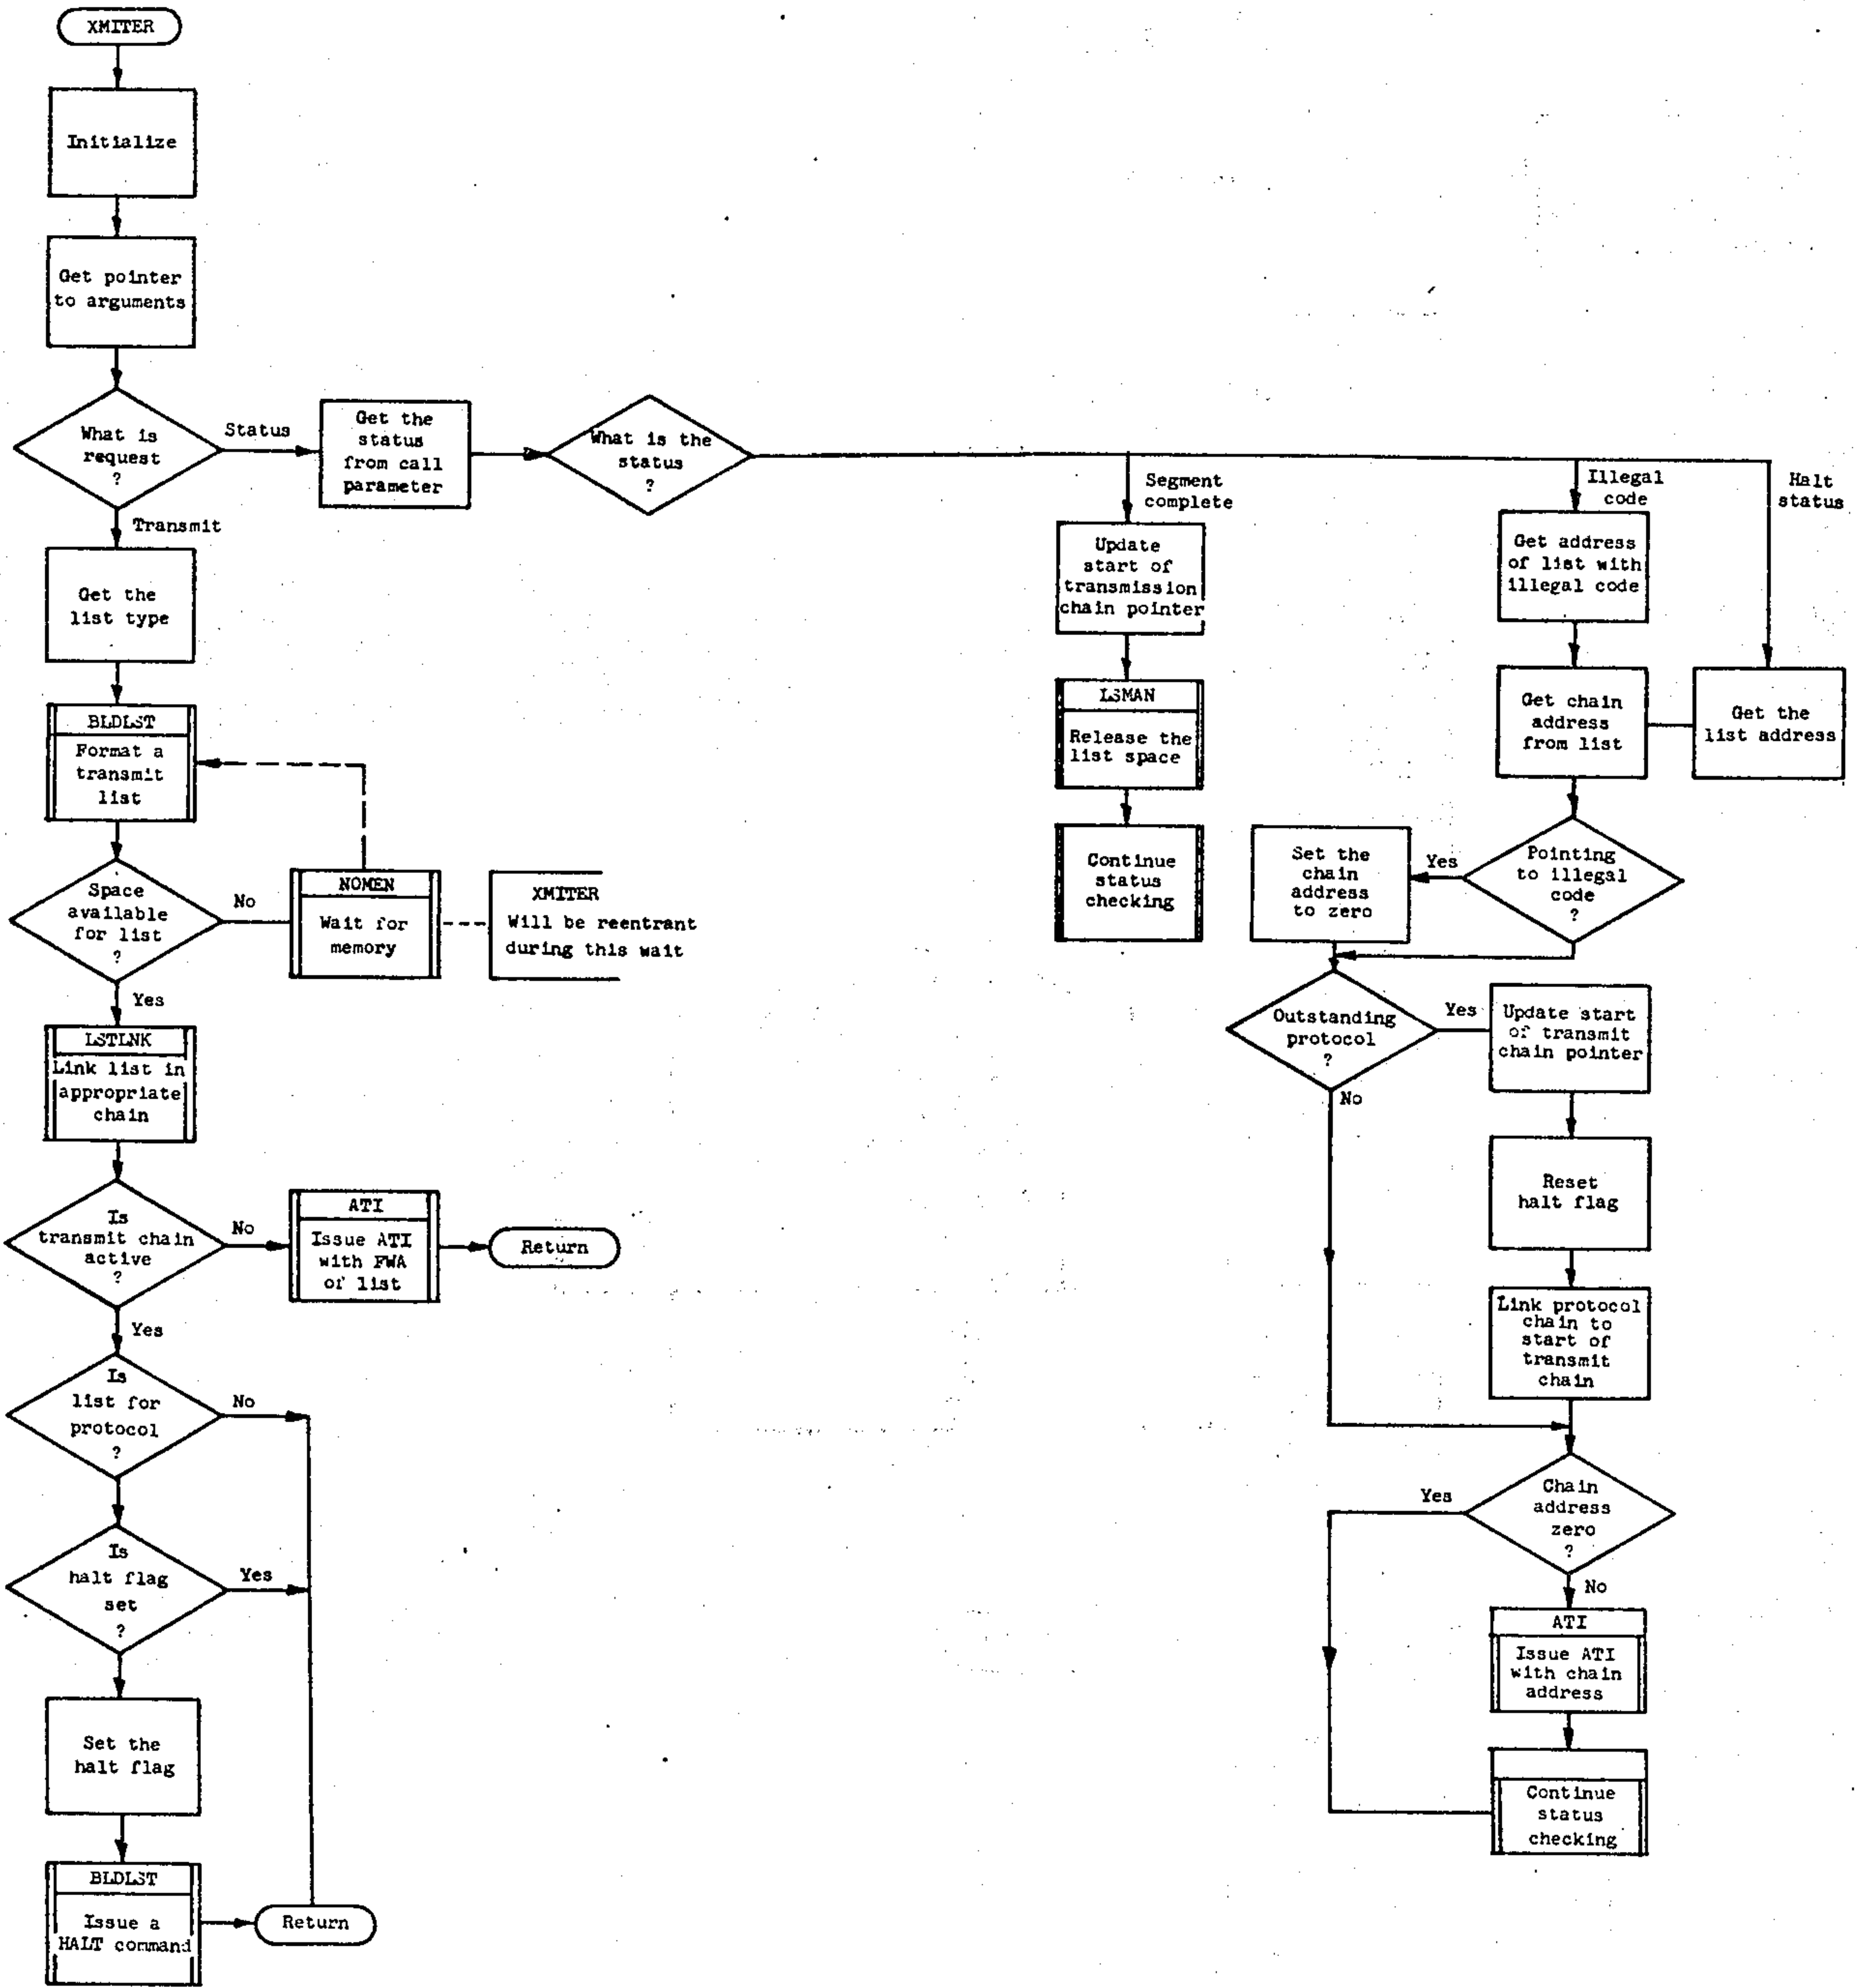 XMITER
Initialize
Get pointer
to arguments
What is
request
?
Status
Transmit
Get the
status
from call
parameter
What is the
status
?
Segment
complete
Illegal
code
Halt
status
Get the
list type
BLDLST
Format a
transmit
list
Space
available
for list
?
No
Yes
NOMEN
Wait for
memory
XMITER
Will be reentrant
during this wait
LSTLNK
Link list in
appropriate
chain
Is
transmit chain
active
?
No
Yes
ATI
Issue ATI
with FWA
of list
Return
Is
list for
protocol
?
No
Is
halt flag
set
?
Yes
Set the
halt flag
BLDLST
Issue a
HALT command
Return
Update
start of
transmission
chain pointer
LSMAN
Release the
list space
Continue
status
checking
Get address
of list with
illegal code
Get chain
address
from list
Get the
list address
Pointing
to illegal
code
?
Yes
Set the
chain
address
to zero
Outstanding
protocol
?
Yes
No
Update start
of transmit
chain pointer
Reset
halt flag
Link protocol
chain to
start of
transmit
chain
Chain
address
zero
?
Yes
No
ATI
Issue ATI
with chain
address
Continue
status
checking